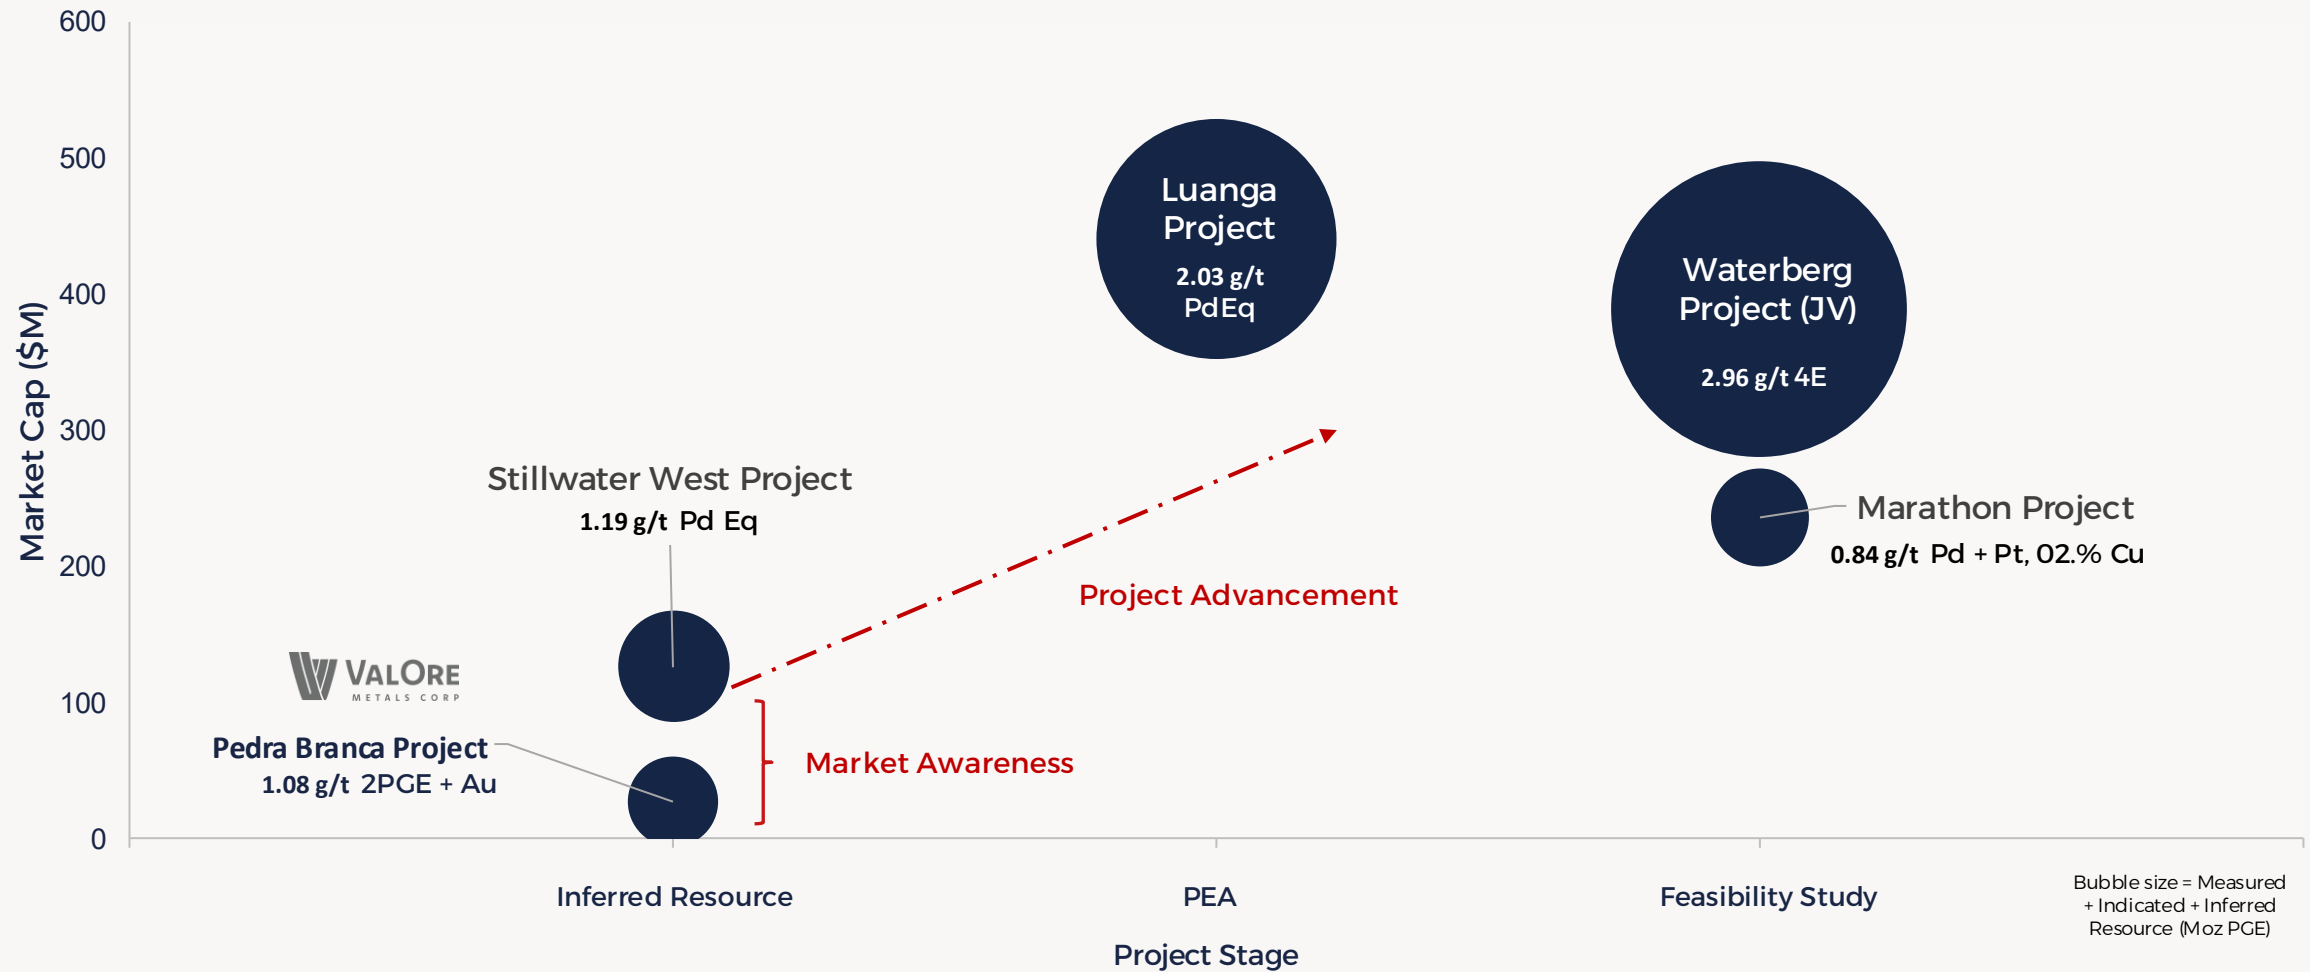 600
500
400
300
200
100
0
Market Cap ($M)
Luanga
Project
2.03 g/t
PdEq
Waterberg
Project (JV)
2.96 g/t 4E
Stillwater West Project
1.19 g/t Pd Eq
Marathon Project
0.84 g/t Pd + Pt, 02.% Cu
Project Advancement
VALORE
METALS CORP
Pedra Branca Project
1.08 g/t 2PGE + Au
Market Awareness
Inferred Resource
PEA
Feasibility Study
Project Stage
Bubble size = Measured
+ Indicated + Inferred
Resource (Moz PGE)